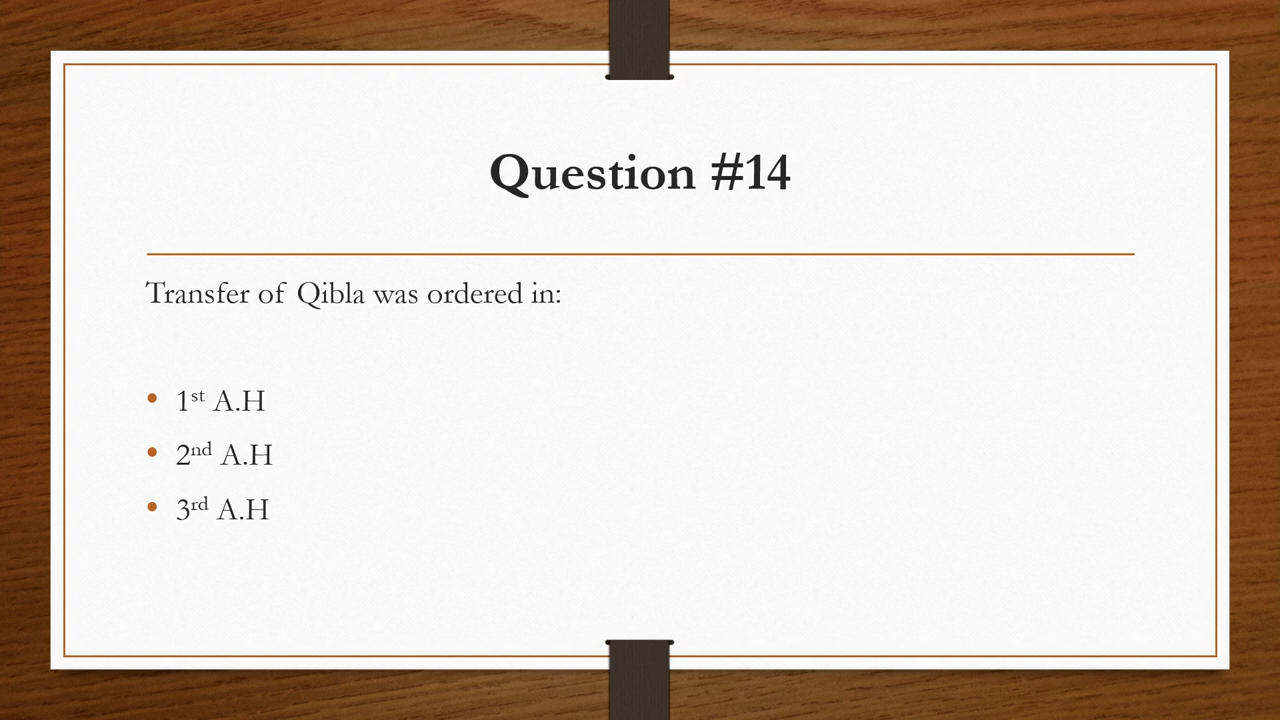 Question #14
Transfer of Qibla was ordered in:
• 1st A.H
• 2nd A.H
• 3rd A.H